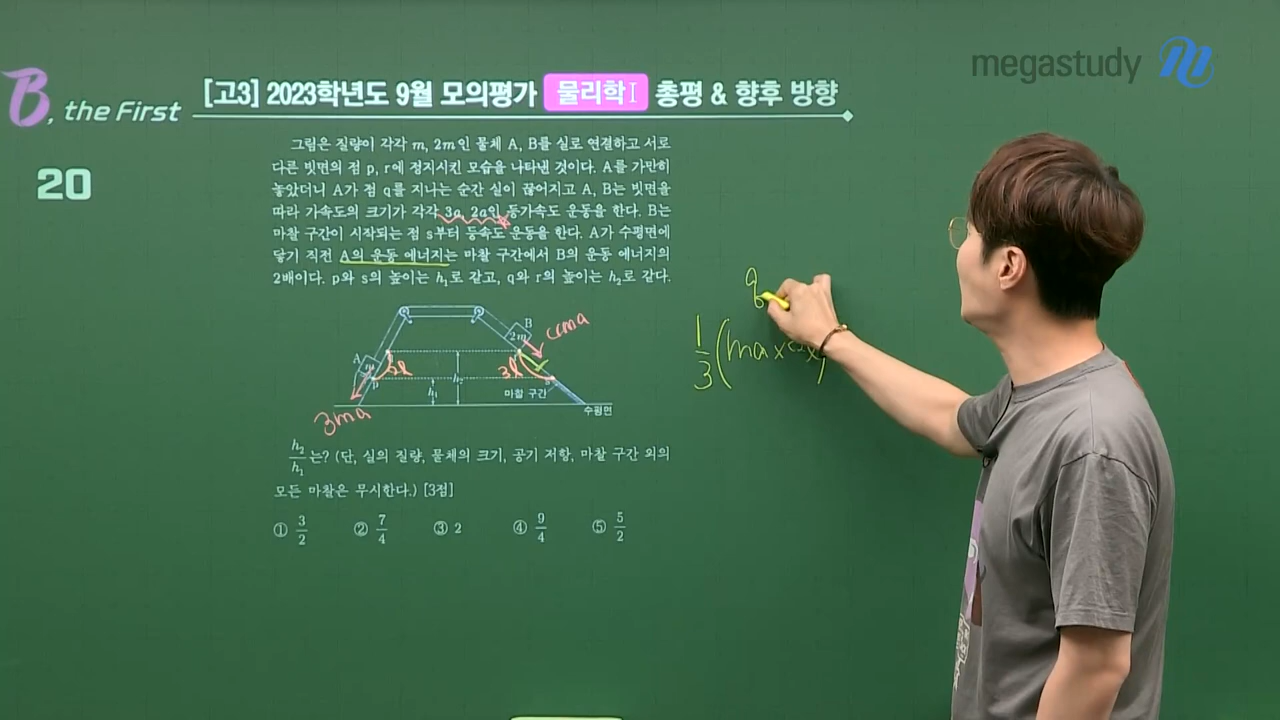 megastudy
B, the First
[고3] 2023학년도 9월 모의평가 물리학I 총평 & 향후 방향
20
그림은 질량이 각각 m, 2m인 물체 A, B를 실로 연결하고 서로
다른 빗면의 점 p, r에 정지시킨 모습을 나타낸 것이다. A를 가만히
놓았더니 A가 점 q를 지나는 순간 실이 끊어지고 A, B는 빗면을
따라 가속도의 크기가 각각 3a, 2a인 등가속도 운동을 한다. B는
마찰 구간이 시작되는 점 s부터 등속도 운동을 한다. A가 수평면에
닿기 직전 A의 운동 에너지는 마찰 구간에서 B의 운동 에너지의
2배이다. p와 s의 높이는 h₁로 같고, q와 r의 높이는 h₂로 같다.
B
2m
A
3ma
3l
h₁
h₂
마찰 구간
수평면
1/3(ma×
h₂/h₁ 는? (단, 실의 질량, 물체의 크기, 공기 저항, 마찰 구간 외의
모든 마찰은 무시한다.) [3점]
① 3/2 ② 7/4 ③ 2 ④ 9/4 ⑤ 5/2